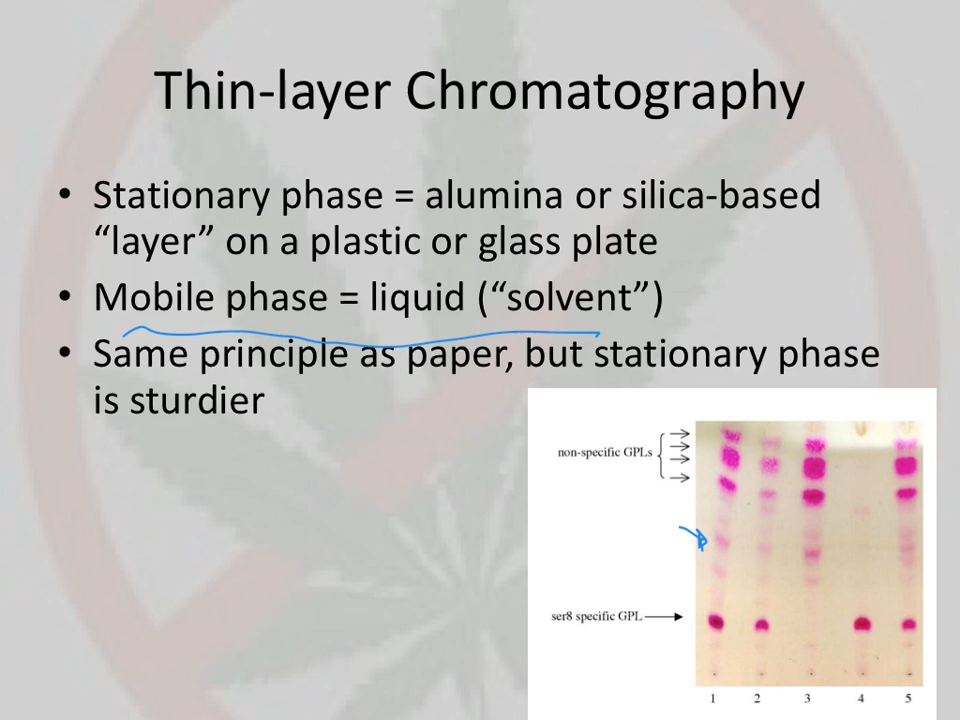 Thin-layer Chromatography
• Stationary phase = alumina or silica-based
“layer” on a plastic or glass plate
• Mobile phase = liquid (“solvent”)
• Same principle as paper, but stationary phase
is sturdier
non-specific GPLs
ser8 specific GPL
1 2 3 4 5